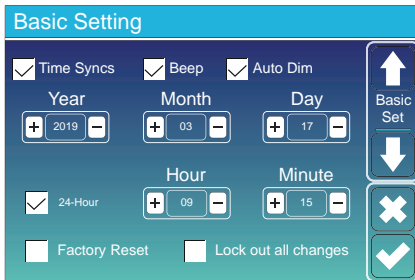 Basic Setting
Time Syncs Beep Auto Dim
Year Month Day
+ 2019 - + 03 - + 17 -
Basic
Set
Hour Minute
24-Hour + 09 - + 15 -
Factory Reset Lock out all changes